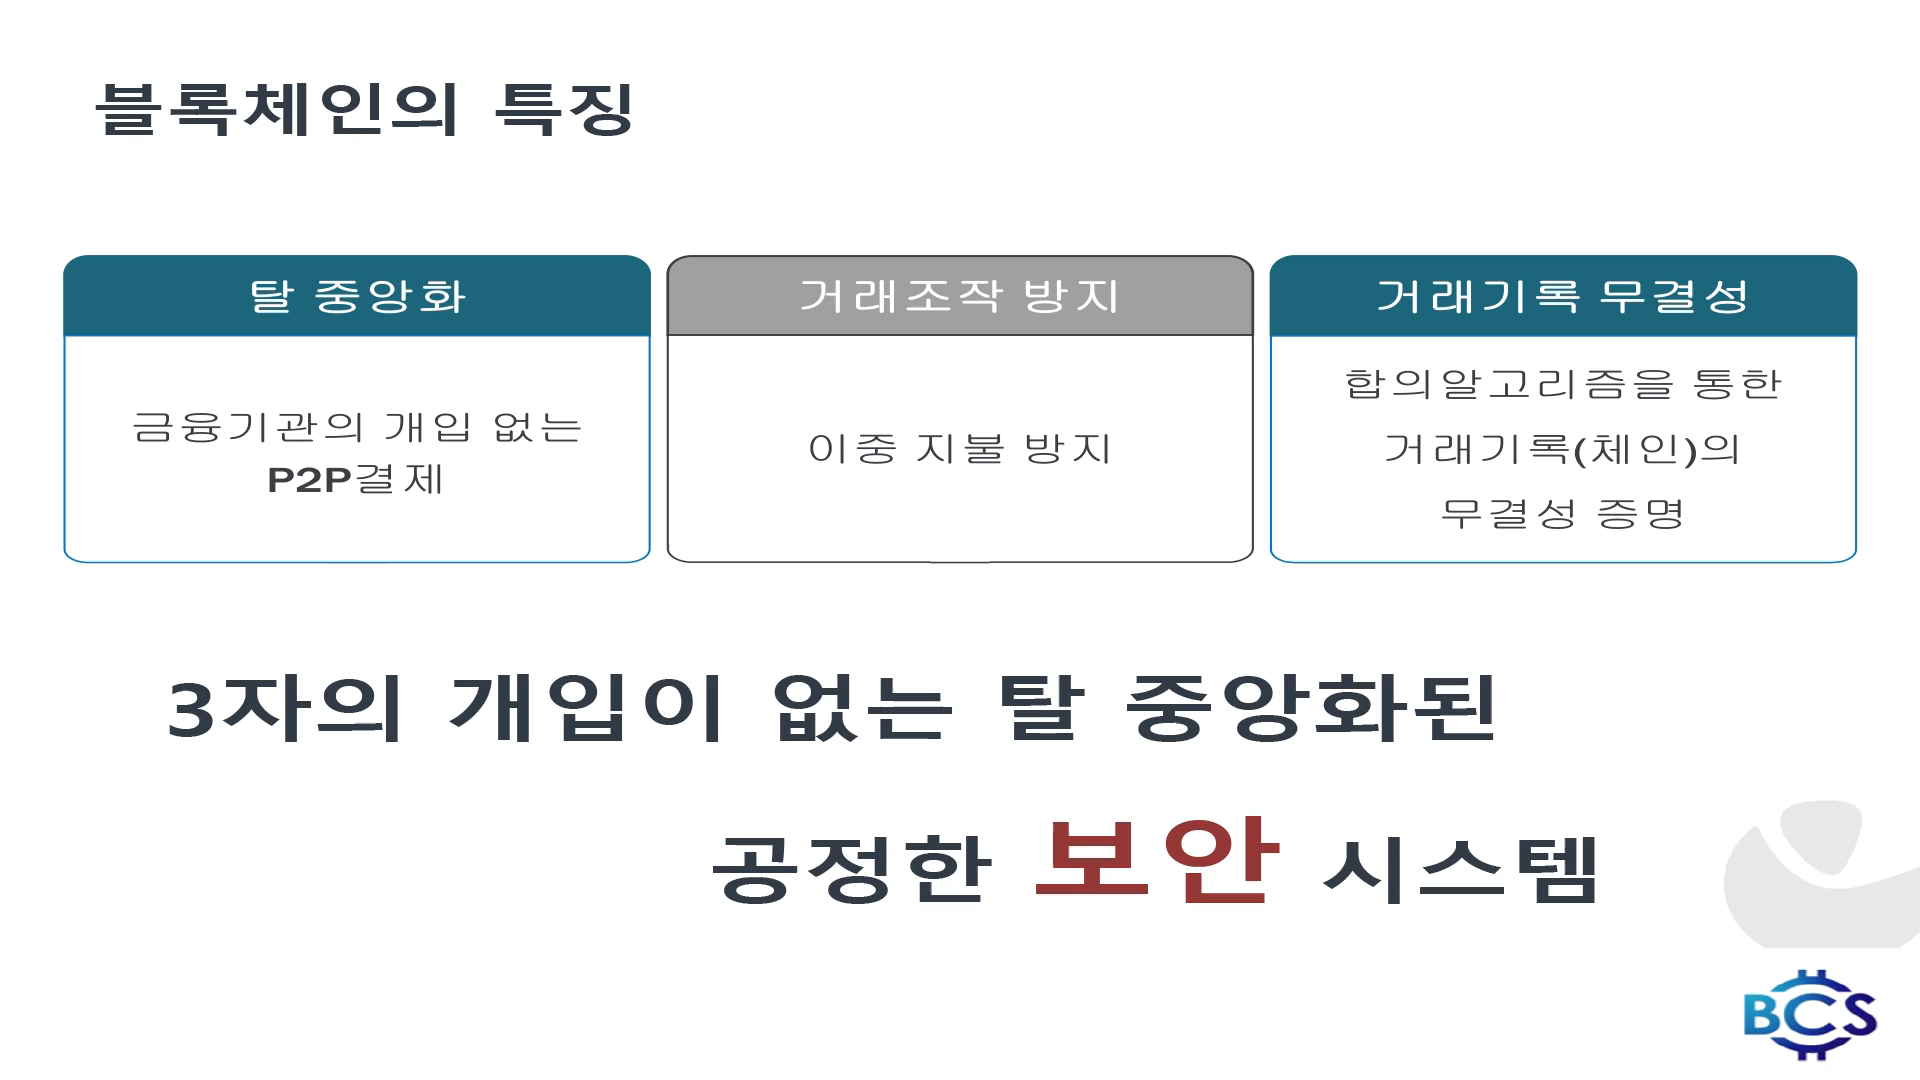 블록체인의 특징
탈 중앙화
금융기관의 개입 없는
P2P결제
거래조작 방지
이중 지불 방지
거래기록 무결성
합의알고리즘을 통한
거래기록(체인)의
무결성 증명
3자의 개입이 없는 탈 중앙화된
공정한 보안 시스템
BCS